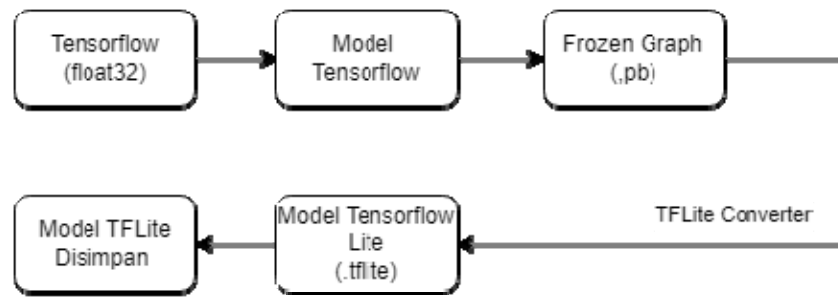 Tensorflow
(float32)
Model
Tensorflow
Frozen Graph
(,pb)
TFLite Converter
Model Tensorflow
Lite
(.tflite)
Model TFLite
Disimpan